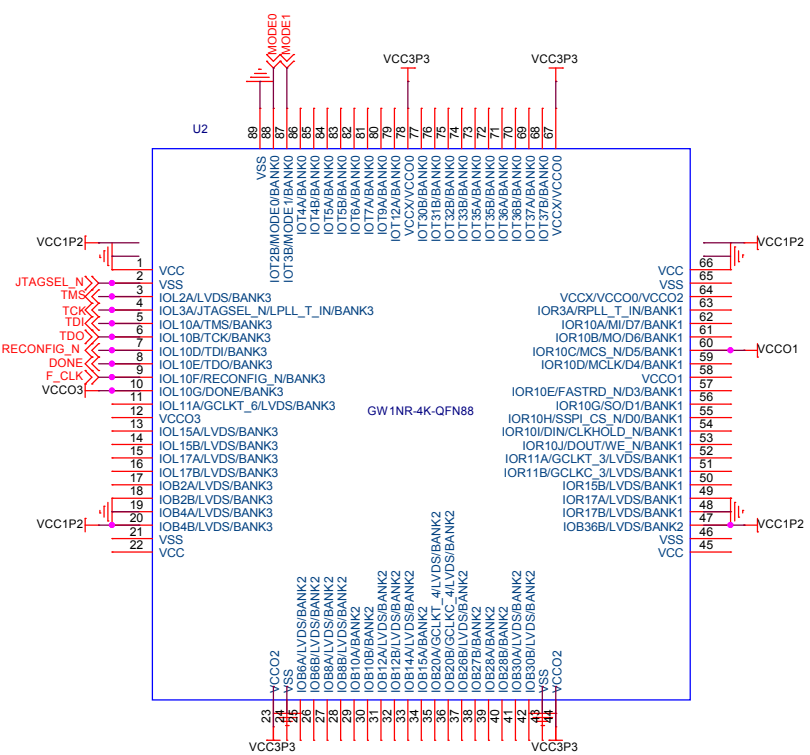 MODE0
MODE1
VCC3P3
VCC3P3
U2
89
88
87
86
85
84
83
82
81
80
79
78
77
76
75
74
73
72
71
70
69
68
67
VSS
IOT2B/MODE0/BANK0
IOT3B/MODE1/BANK0
IOT4A/BANK0
IOT4B/BANK0
IOT5A/BANK0
IOT5B/BANK0
IOT6A/BANK0
IOT7A/BANK0
IOT9A/BANK0
IOT12A/BANK0
VCCX/VCCO0
IOT30B/BANK0
IOT31B/BANK0
IOT32B/BANK0
IOT33B/BANK0
IOT35A/BANK0
IOT35B/BANK0
IOT36A/BANK0
IOT36B/BANK0
IOT37A/BANK0
IOT37B/BANK0
VCCX/VCCO0
VCC1P2
JTAGSEL_N
TMS
TCK
TDI
TDO
RECONFIG_N
DONE
F_CLK
VCCO3
VCC1P2
1 VCC
2 VSS
3 IOL2A/LVDS/BANK3
4 IOL3A/JTAGSEL_N/LPLL_T_IN/BANK3
5 IOL10A/TMS/BANK3
6 IOL10B/TCK/BANK3
7 IOL10D/TDI/BANK3
8 IOL10E/TDO/BANK3
9 IOL10F/RECONFIG_N/BANK3
10 IOL10G/DONE/BANK3
11 IOL11A/GCLKT_6/LVDS/BANK3
12 VCCO3
13 IOL15A/LVDS/BANK3
14 IOL15B/LVDS/BANK3
15 IOL17A/LVDS/BANK3
16 IOL17B/LVDS/BANK3
17 IOB2A/LVDS/BANK3
18 IOB2B/LVDS/BANK3
19 IOB4A/LVDS/BANK3
20 IOB4B/LVDS/BANK3
21 VSS
22 VCC
GW1NR-4K-QFN88
VCC 66
VSS 65
VCCX/VCCO0/VCCO2 64
IOR3A/RPLL_T_IN/BANK1 63
IOR10A/MI/D7/BANK1 62
IOR10B/MO/D6/BANK1 61
IOR10C/MCS_N/D5/BANK1 60
IOR10D/MCLK/D4/BANK1 59
VCCO1 58
IOR10E/FASTRD_N/D3/BANK1 57
IOR10G/SO/D1/BANK1 56
IOR10H/SSPI_CS_N/D0/BANK1 55
IOR10I/DIN/CLKHOLD_N/BANK1 54
IOR10J/DOUT/WE_N/BANK1 53
IOR11A/GCLKT_3/LVDS/BANK1 52
IOR11B/GCLKC_3/LVDS/BANK1 51
IOR15B/LVDS/BANK1 50
IOR17A/LVDS/BANK1 49
IOR17B/LVDS/BANK1 48
IOB36B/LVDS/BANK2 47
VSS 46
VCC 45
VCC1P2
VCCO1
VCC1P2
VCCO2
VSS
IOB6A/LVDS/BANK2
IOB6B/LVDS/BANK2
IOB8A/LVDS/BANK2
IOB8B/LVDS/BANK2
IOB10A/BANK2
IOB10B/BANK2
IOB12A/LVDS/BANK2
IOB12B/LVDS/BANK2
IOB14A/LVDS/BANK2
IOB15A/BANK2
IOB20A/GCLKT_4/LVDS/BANK2
IOB20B/GCLKC_4/LVDS/BANK2
IOB26B/LVDS/BANK2
IOB27B/BANK2
IOB28A/BANK2
IOB28B/BANK2
IOB30A/LVDS/BANK2
IOB30B/LVDS/BANK2
VSS
VCCO2
23
24
25
26
27
28
29
30
31
32
33
34
35
36
37
38
39
40
41
42
43
44
VCC3P3
VCC3P3